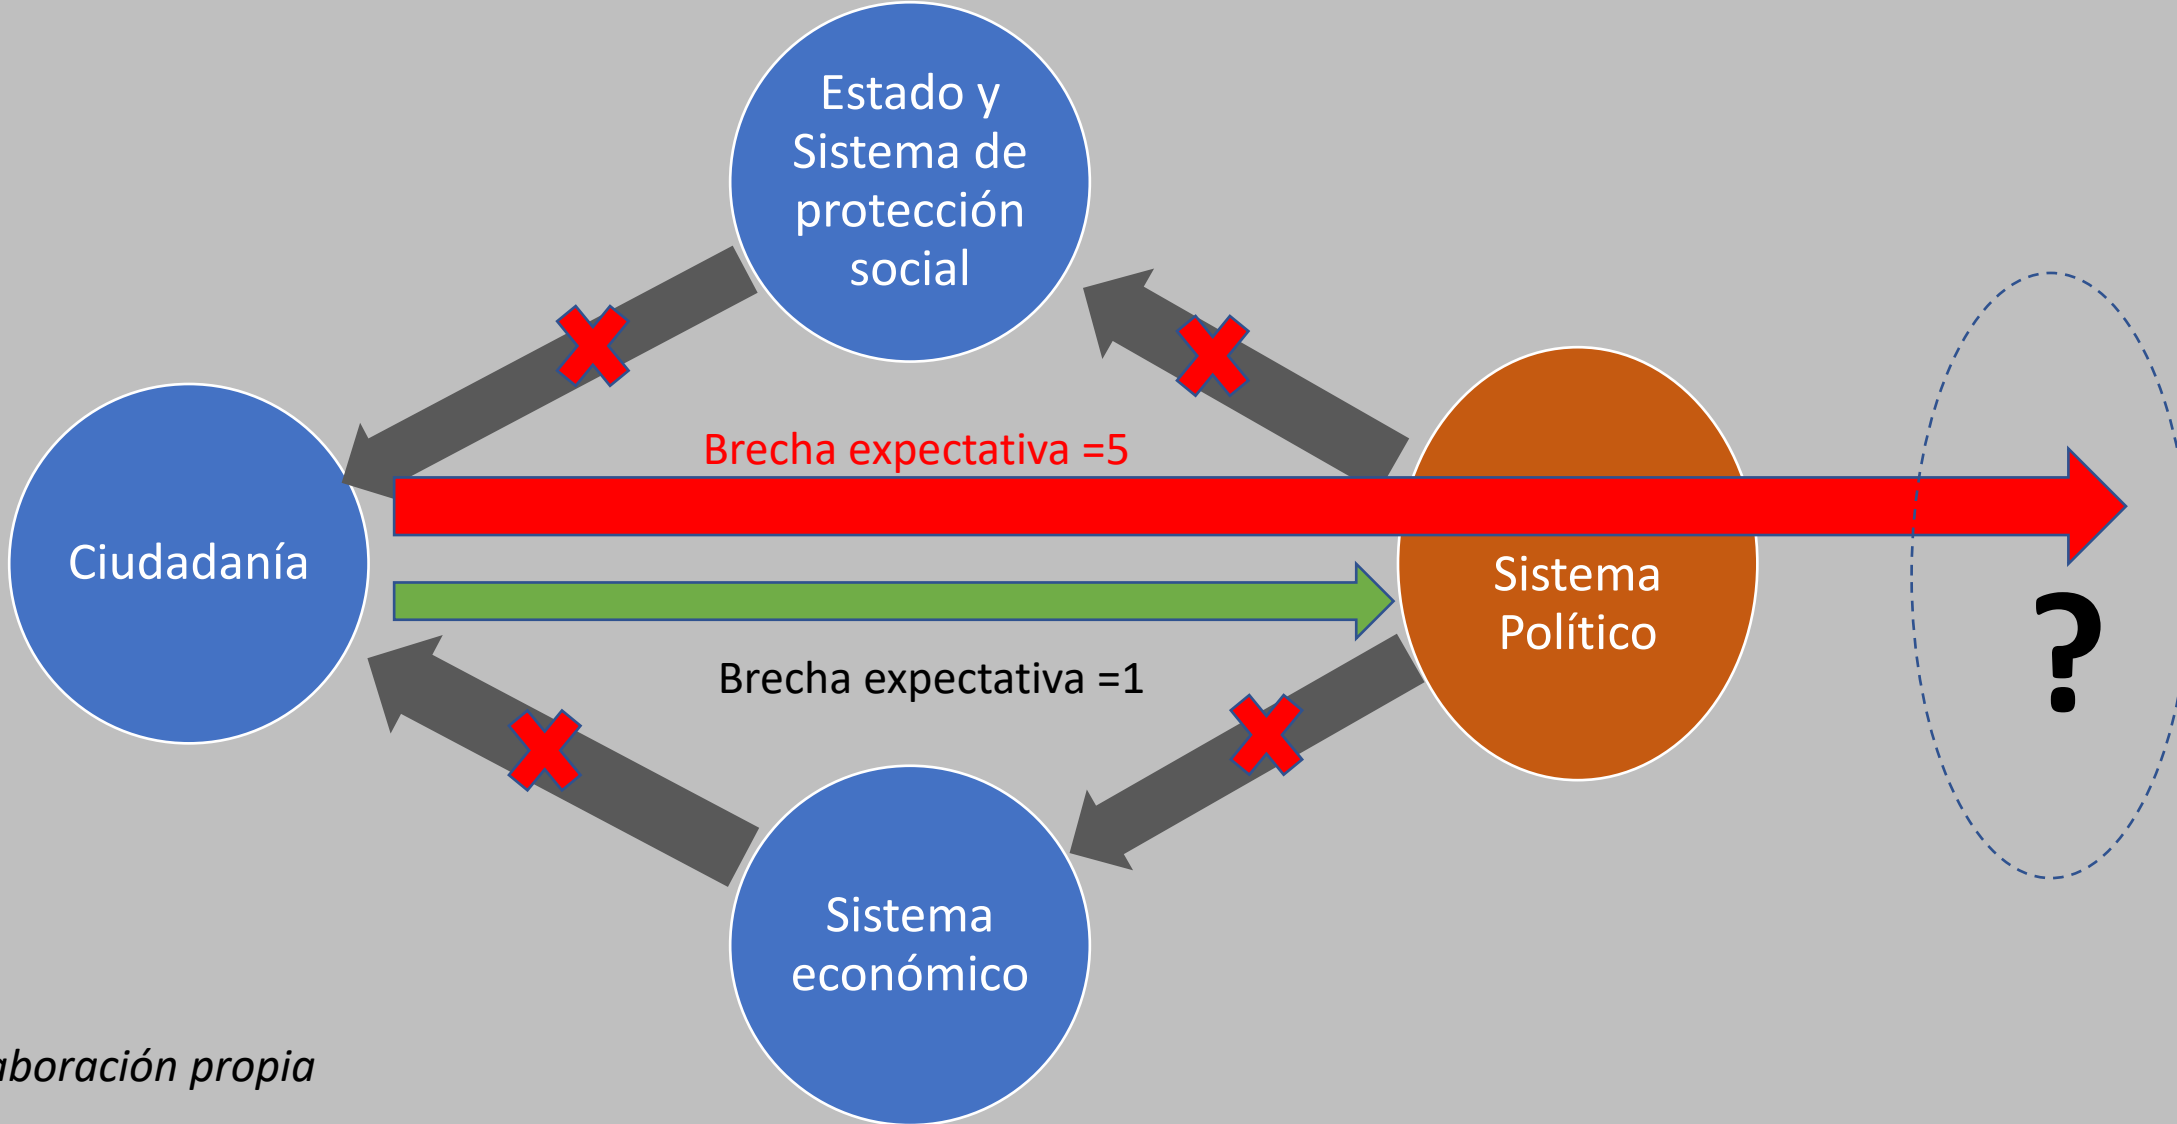 Estado y
Sistema de
protección
social
Brecha expectativa =5
Ciudadanía
Sistema
Político
?
Brecha expectativa =1
Sistema
económico
aboración propia